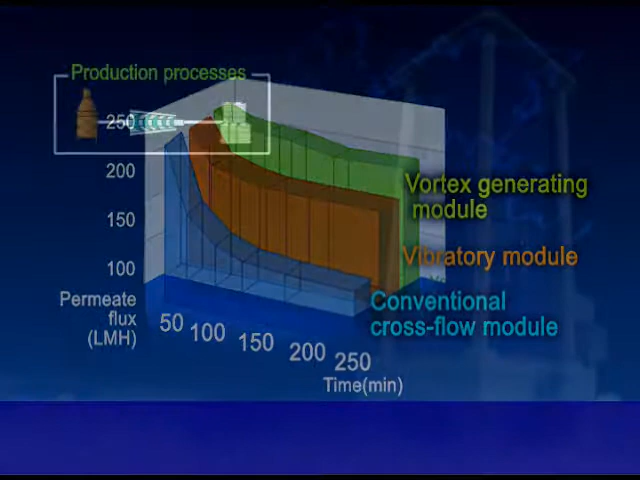 Production processes
250
200
150
100
Permeate
flux
(LMH)
50
100
150
200
250
Time(min)
Vortex generating
module
Vibratory module
Conventional
cross-flow module